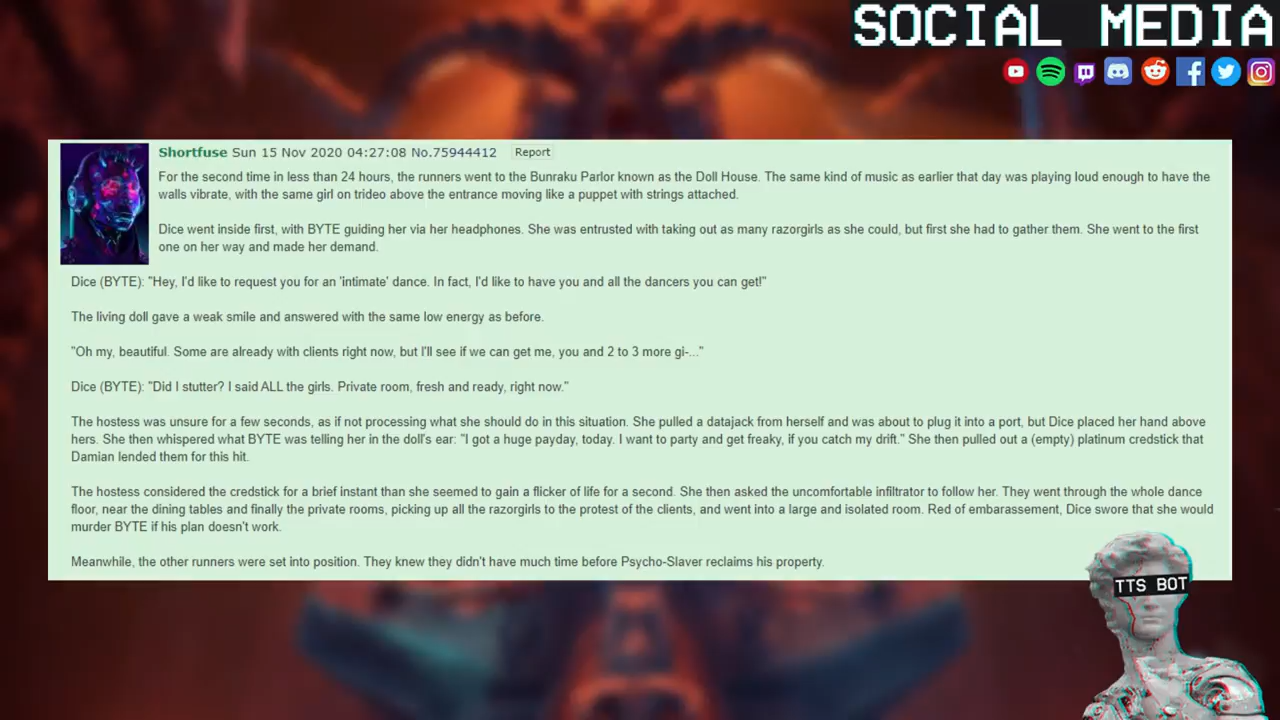 SOCIAL MEDIA
Shortfuse Sun 15 Nov 2020 04:27:08 No.75944412 Report
For the second time in less than 24 hours, the runners went to the Bunraku Parlor known as the Doll House. The same kind of music as earlier that day was playing loud enough to have the
walls vibrate, with the same girl on trideo above the entrance moving like a puppet with strings attached.
Dice went inside first, with BYTE guiding her via her headphones. She was entrusted with taking out as many razorgirls as she could, but first she had to gather them. She went to the first
one on her way and made her demand.
Dice (BYTE): "Hey, I'd like to request you for an 'intimate' dance. In fact, I'd like to have you and all the dancers you can get!"
The living doll gave a weak smile and answered with the same low energy as before.
"Oh my, beautiful. Some are already with clients right now, but I'll see if we can get me, you and 2 to 3 more gi-..."
Dice (BYTE): "Did I stutter? I said ALL the girls. Private room, fresh and ready, right now."
The hostess was unsure for a few seconds, as if not processing what she should do in this situation. She pulled a datajack from herself and was about to plug it into a port, but Dice placed her hand above
hers. She then whispered what BYTE was telling her in the doll's ear: "I got a huge payday, today. I want to party and get freaky, if you catch my drift." She then pulled out a (empty) platinum credstick that
Damian lended them for this hit.
The hostess considered the credstick for a brief instant than she seemed to gain a flicker of life for a second. She then asked the uncomfortable infiltrator to follow her. They went through the whole dance
floor, near the dining tables and finally the private rooms, picking up all the razorgirls to the protest of the clients, and went into a large and isolated room. Red of embarassement, Dice swore that she would
murder BYTE if his plan doesn't work.
Meanwhile, the other runners were set into position. They knew they didn't have much time before Psycho-Slaver reclaims his property.
TTS BOT